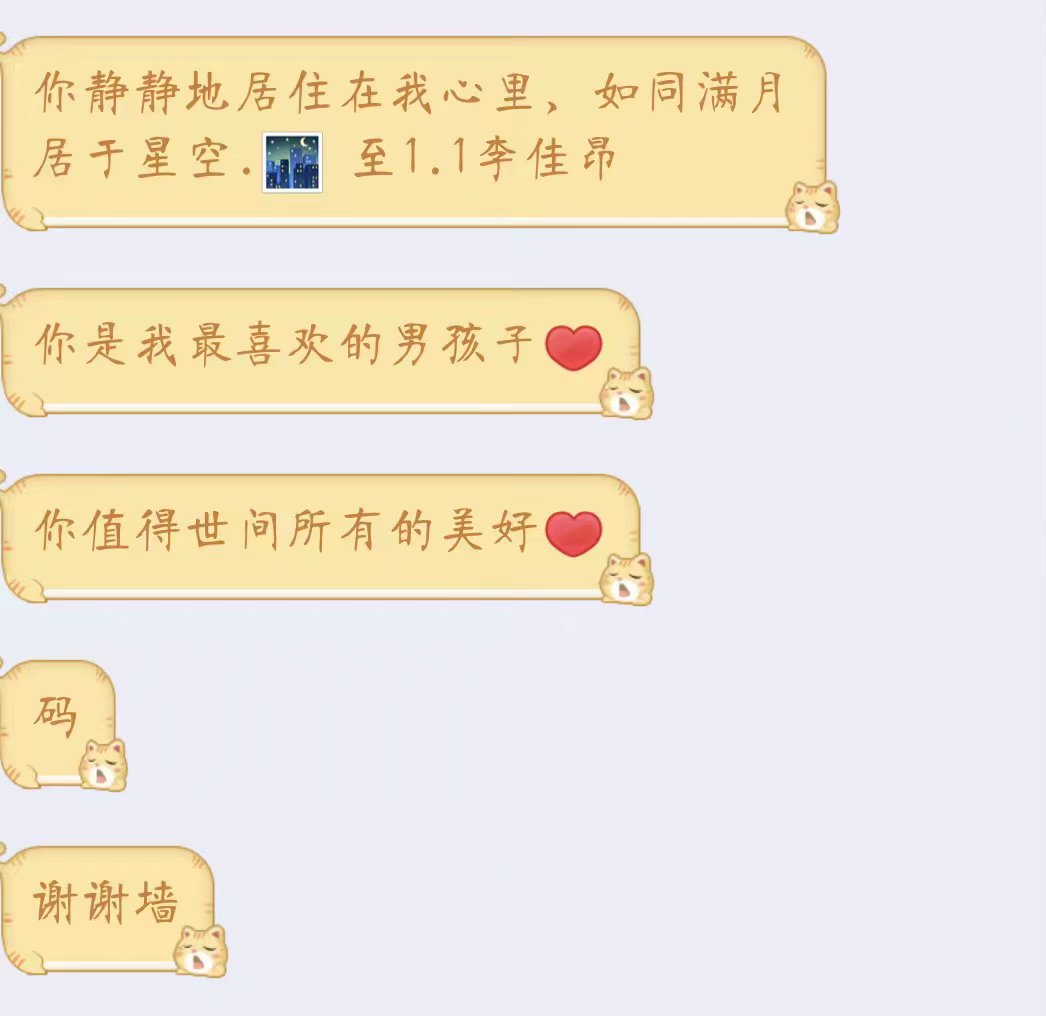 你静静地居住在我心里，如同满月
居于星空.🌃 至1.1李佳昂
你是我最喜欢的男孩子❤
你值得世间所有的美好❤
码
谢谢墙